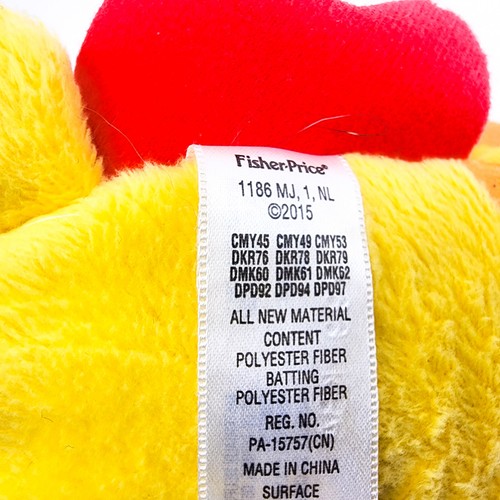 Fisher-Price®
1186 MJ, 1, NL
©2015
CMY45 CMY49 CMY53
DKR76 DKR78 DKR79
DMK60 DMK61 DMK62
DPD92 DPD94 DPD97
ALL NEW MATERIAL
CONTENT
POLYESTER FIBER
BATTING
POLYESTER FIBER
REG. NO.
PA-15757(CN)
MADE IN CHINA
SURFACE